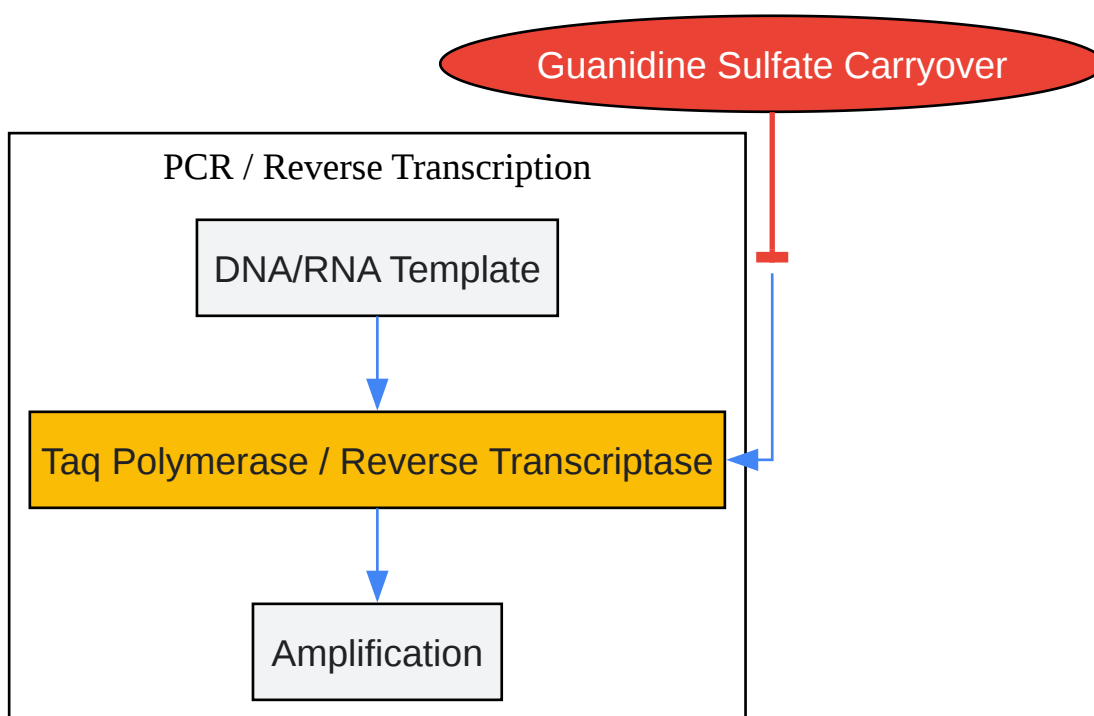 Guanidine Sulfate Carryover
PCR / Reverse Transcription
DNA/RNA Template
Taq Polymerase / Reverse Transcriptase
Amplification